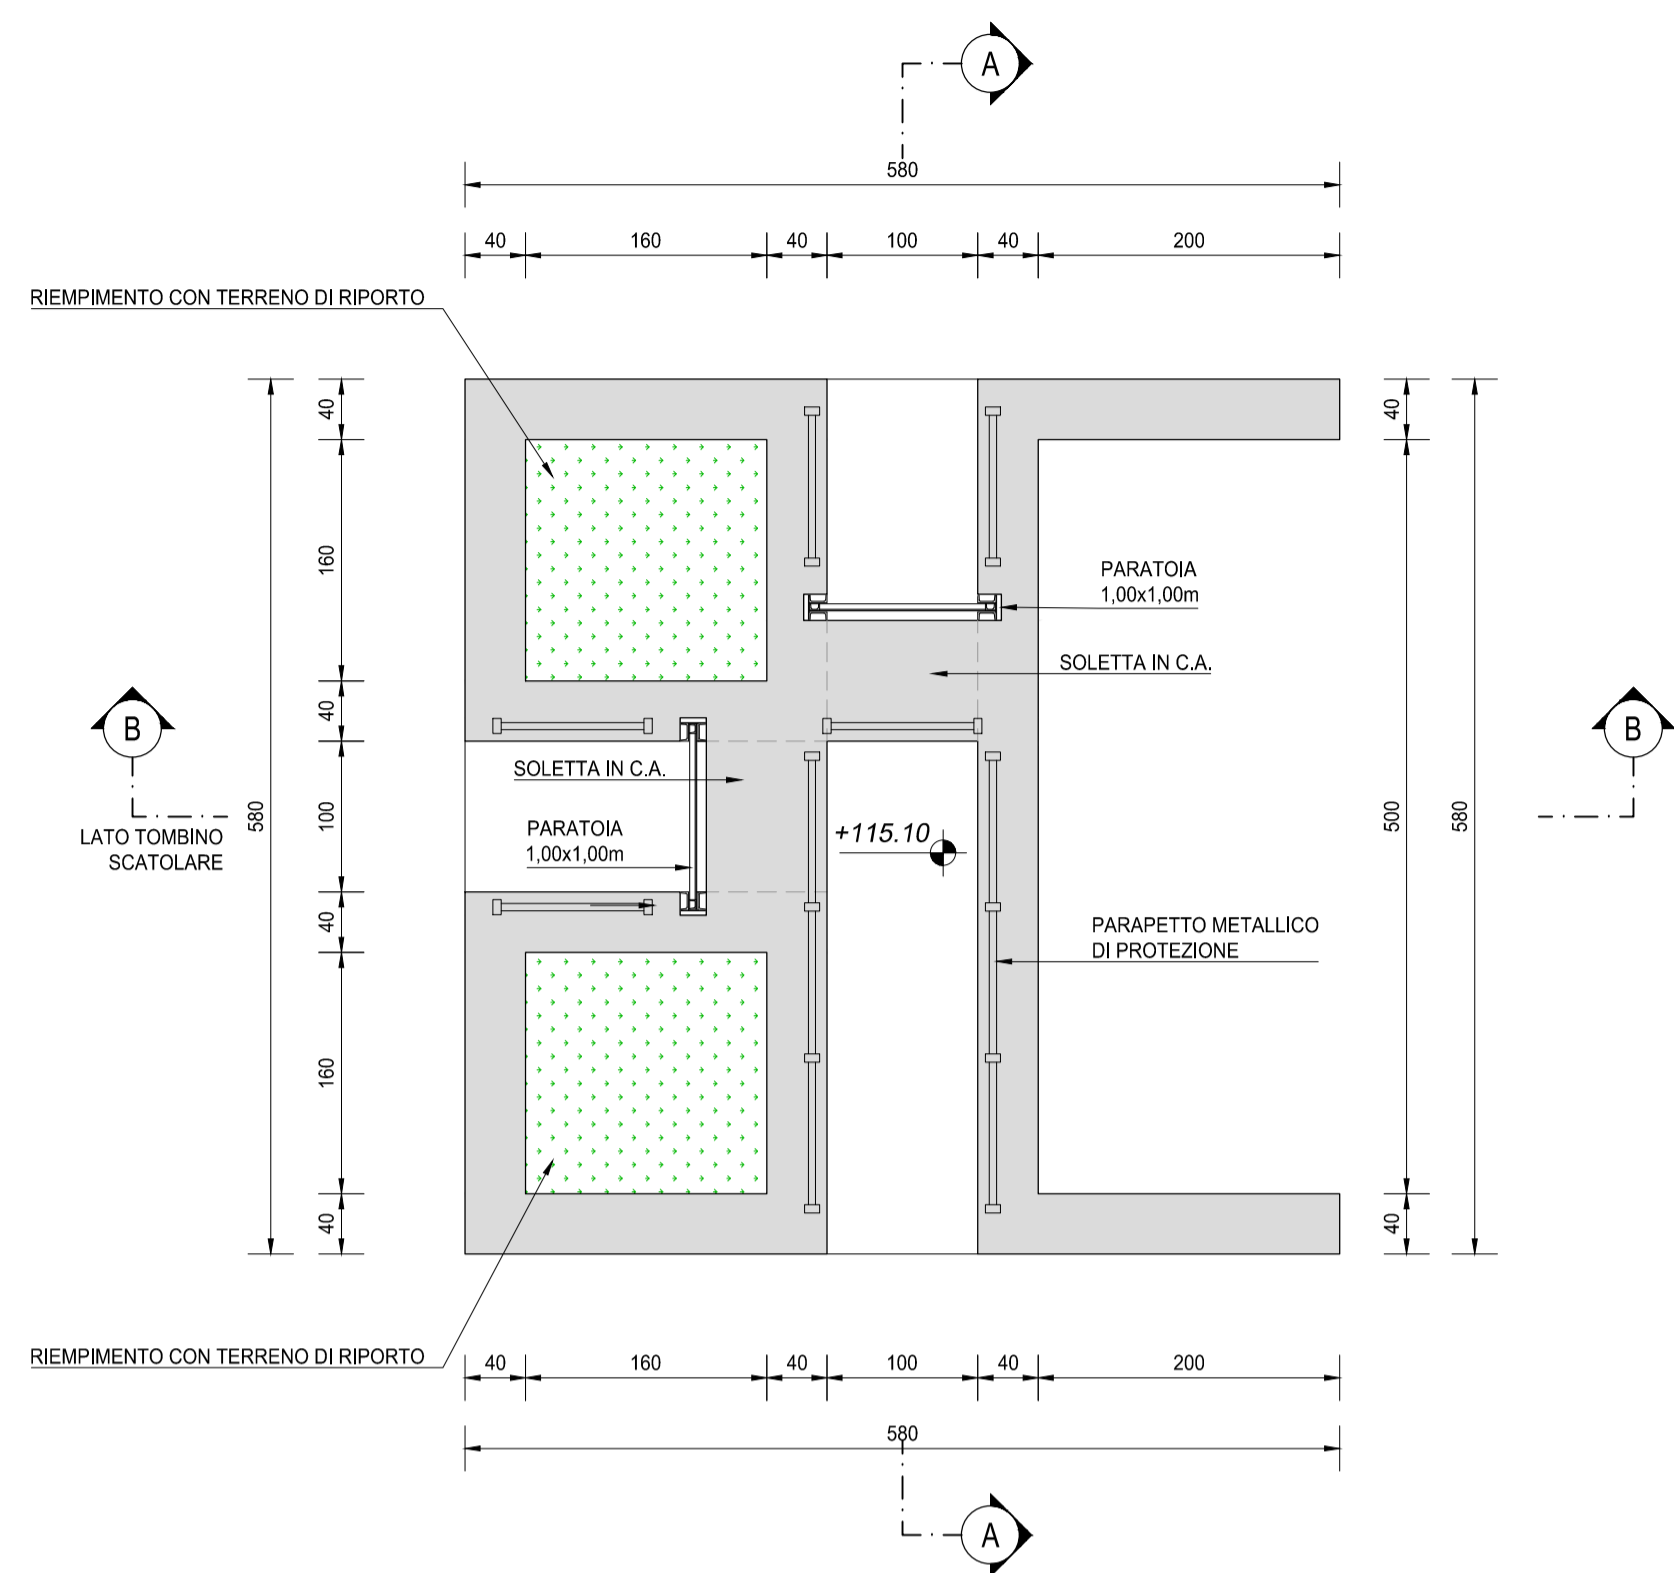 A
580
40 160 40 100 40 200
RIEMPIMENTO CON TERRENO DI RIPORTO
40
160
40
100
40
160
40
580
40
500
40
580
PARATOIA
1,00x1,00m
SOLETTA IN C.A.
B
LATO TOMBINO
SCATOLARE
B
SOLETTA IN C.A.
PARATOIA
1,00x1,00m
+115.10
PARAPETTO METALLICO
DI PROTEZIONE
RIEMPIMENTO CON TERRENO DI RIPORTO
40 160 40 100 40 200
580
A